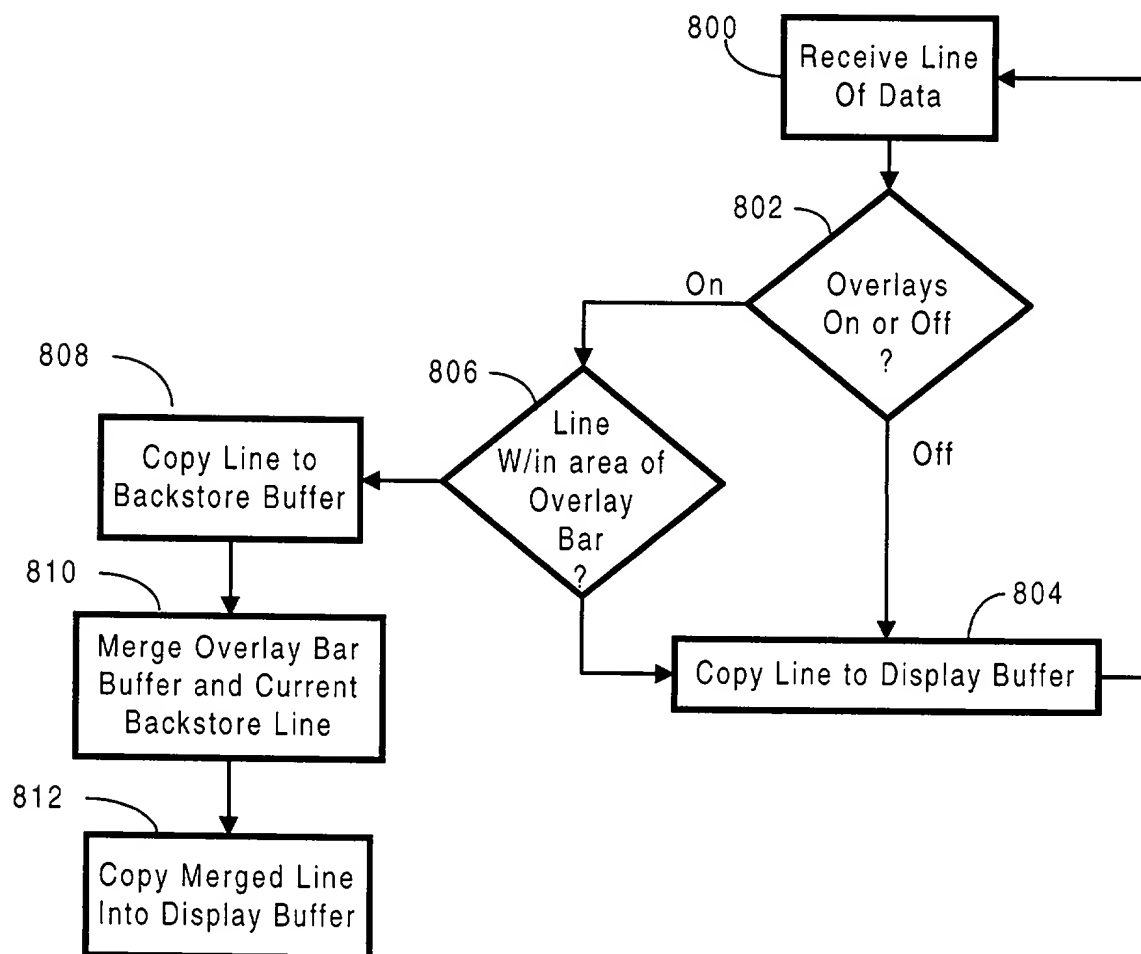 800
Receive Line
Of Data
802
Overlays
On or Off
?
On
Off
806
Line
W/in area of
Overlay
Bar
?
808
Copy Line to
Backstore Buffer
804
Copy Line to Display Buffer
810
Merge Overlay Bar
Buffer and Current
Backstore Line
812
Copy Merged Line
Into Display Buffer